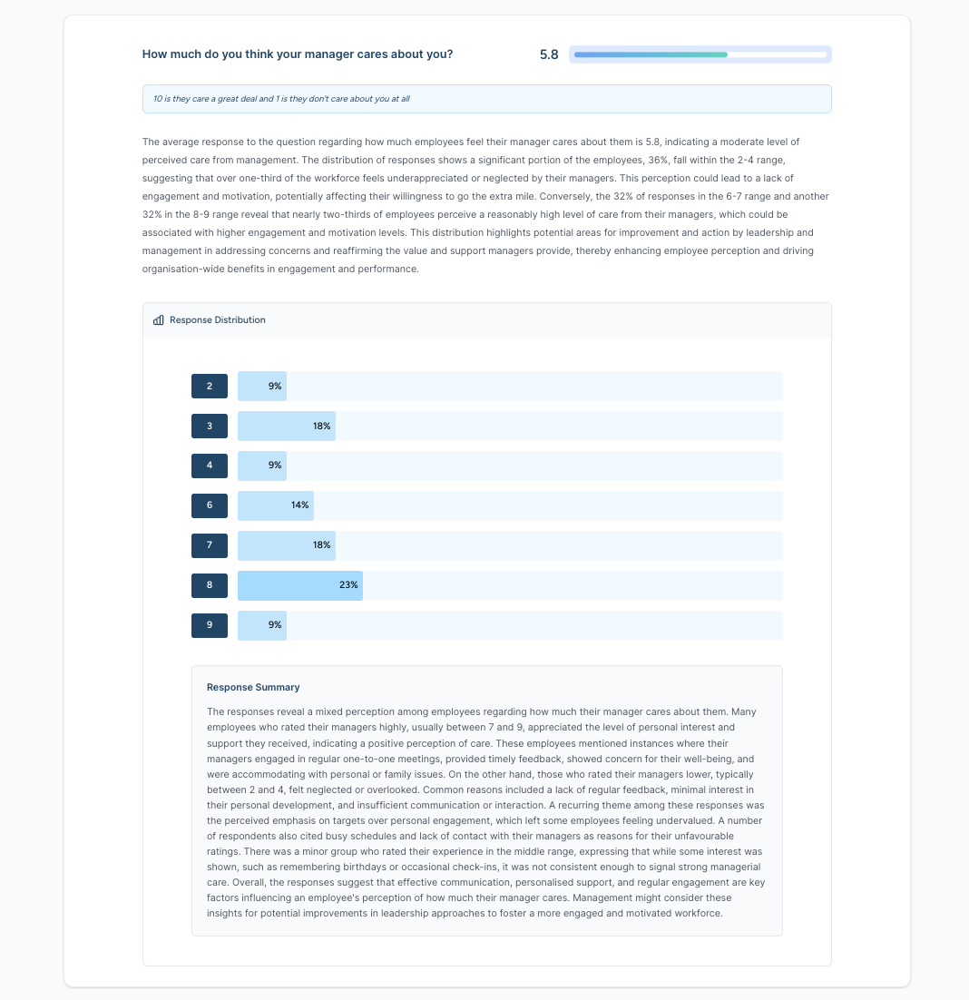 How much do you think your manager cares about you?
5.8
10 is they care a great deal and 1 is they don't care about you at all
The average response to the question regarding how much employees feel their manager cares about them is 5.8, indicating a moderate level of
perceived care from management. The distribution of responses shows a significant portion of the employees, 36%, fall within the 2-4 range,
suggesting that over one-third of the workforce feels underappreciated or neglected by their managers. This perception could lead to a lack of
engagement and motivation, potentially affecting their willingness to go the extra mile. Conversely, the 32% of responses in the 6-7 range and another
32% in the 8-9 range reveal that nearly two-thirds of employees perceive a reasonably high level of care from their managers, which could be
associated with higher engagement and motivation levels. This distribution highlights potential areas for improvement and action by leadership and
management in addressing concerns and reaffirming the value and support managers provide, thereby enhancing employee perception and driving
organisation-wide benefits in engagement and performance.
Response Distribution
2 9%
3 18%
4 9%
6 14%
7 18%
8 23%
9 9%
Response Summary
The responses reveal a mixed perception among employees regarding how much their manager cares about them. Many
employees who rated their managers highly, usually between 7 and 9, appreciated the level of personal interest and
support they received, indicating a positive perception of care. These employees mentioned instances where their
managers engaged in regular one-to-one meetings, provided timely feedback, showed concern for their well-being, and
were accommodating with personal or family issues. On the other hand, those who rated their managers lower, typically
between 2 and 4, felt neglected or overlooked. Common reasons included a lack of regular feedback, minimal interest in
their personal development, and insufficient communication or interaction. A recurring theme among these responses was
the perceived emphasis on targets over personal engagement, which left some employees feeling undervalued. A number
of respondents also cited busy schedules and lack of contact with their managers as reasons for their unfavourable
ratings. There was a minor group who rated their experience in the middle range, expressing that while some interest was
shown, such as remembering birthdays or occasional check-ins, it was not consistent enough to signal strong managerial
care. Overall, the responses suggest that effective communication, personalised support, and regular engagement are key
factors influencing an employee's perception of how much their manager cares. Management might consider these
insights for potential improvements in leadership approaches to foster a more engaged and motivated workforce.